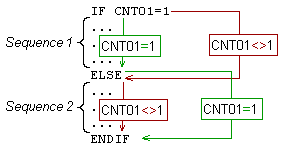 IF CNT01=1
...
Sequence 1
CNT01=1
CNT01<>1
...
...
ELSE
...
Sequence 2
CNT01<>1
CNT01=1
...
...
ENDIF